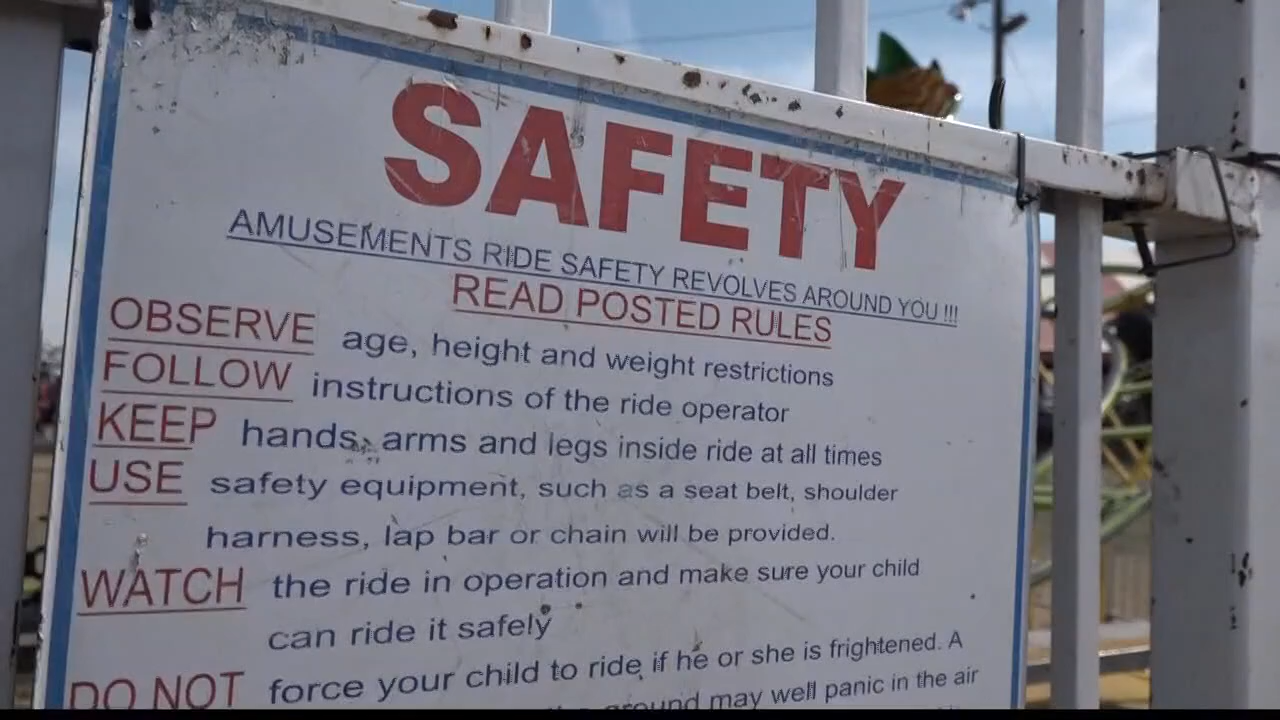 SAFETY
AMUSEMENTS RIDE SAFETY REVOLVES AROUND YOU !!!
READ POSTED RULES
OBSERVE age, height and weight restrictions
FOLLOW instructions of the ride operator
KEEP hands, arms and legs inside ride at all times
USE safety equipment, such as a seat belt, shoulder
harness, lap bar or chain will be provided.
WATCH the ride in operation and make sure your child
can ride it safely
DO NOT force your child to ride if he or she is frightened. A
ground may well panic in the air